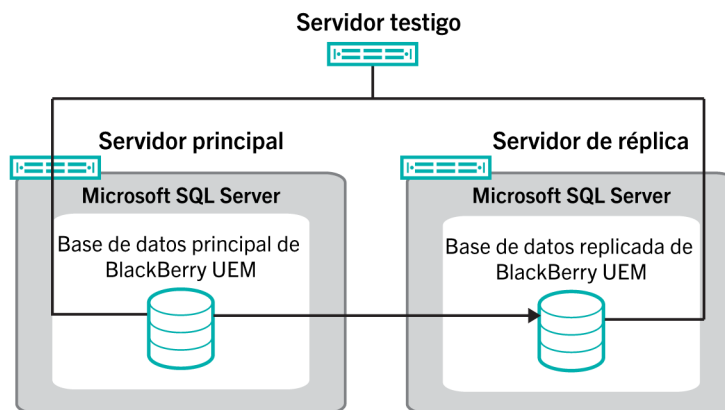 Servidor testigo
Servidor principal
Servidor de réplica
Microsoft SQL Server
Microsoft SQL Server
Base de datos principal de
BlackBerry UEM
Base de datos replicada de
BlackBerry UEM